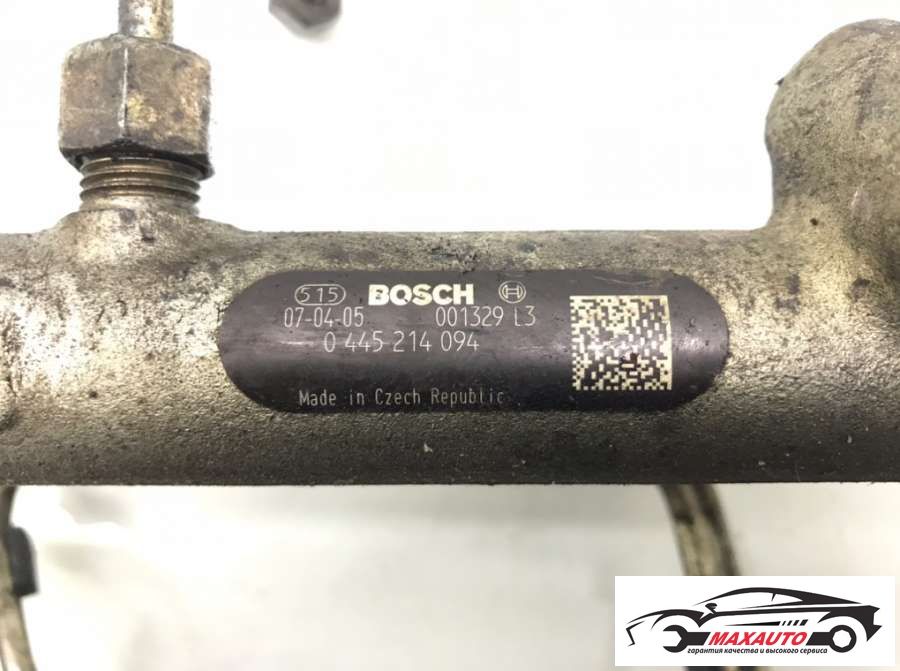 515 BOSCH
07-04-05 001329 L3
0 445 214 094
Made in Czech Republic
MAXAUTO
гарантия качества и высокого сервиса